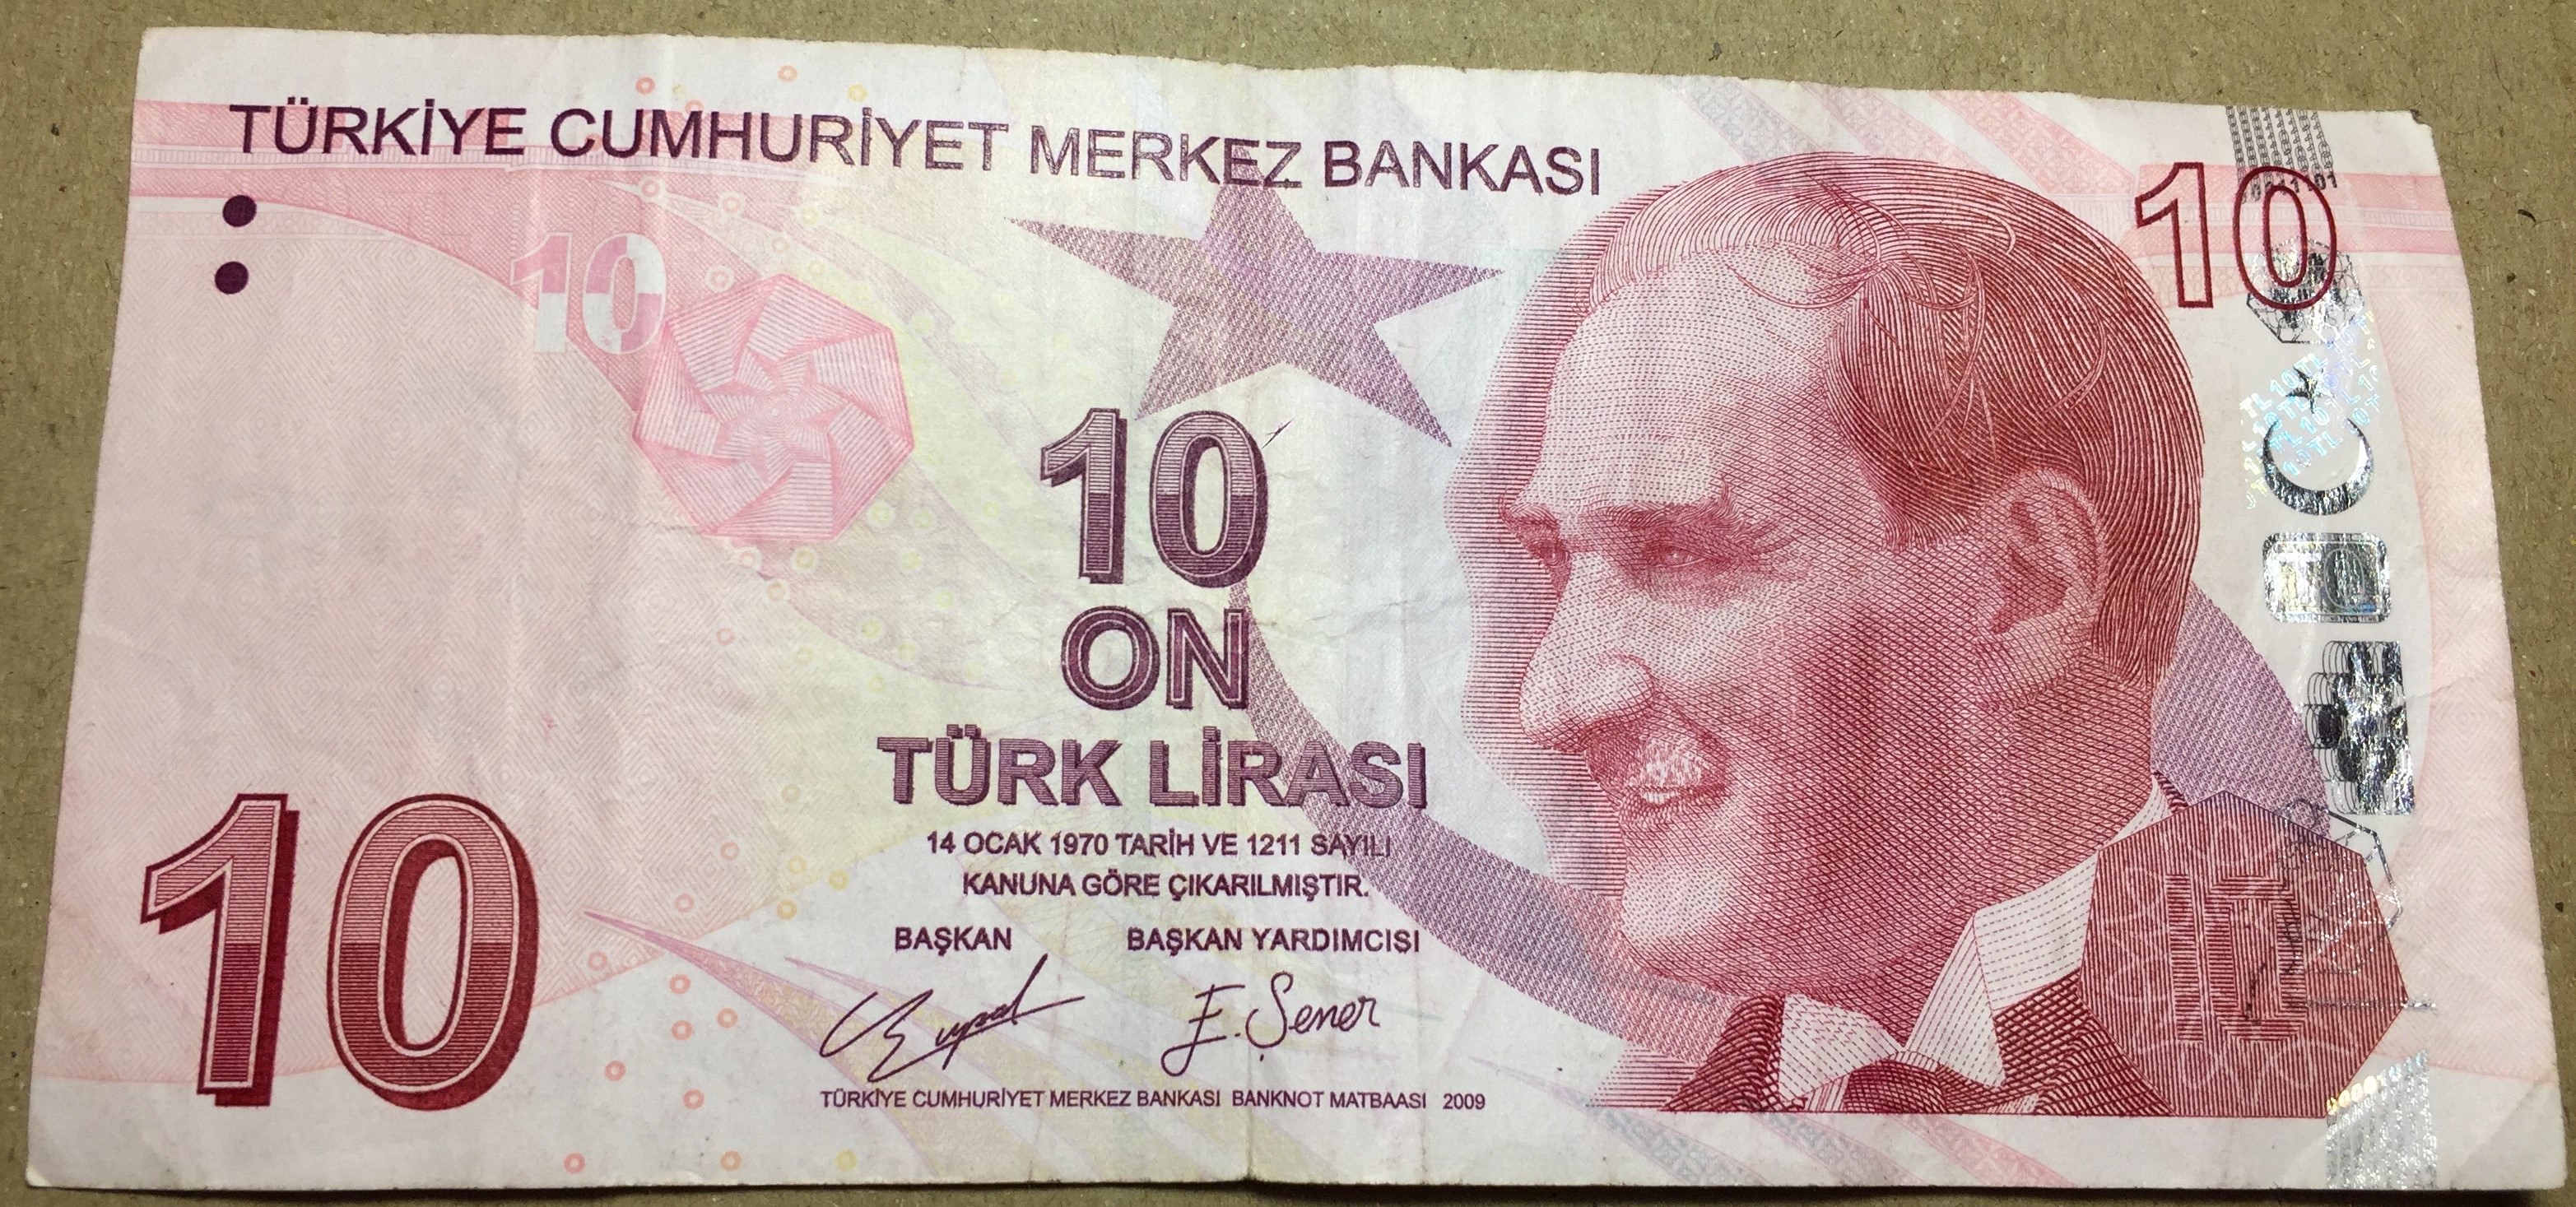 TÜRKİYE CUMHURİYET MERKEZ BANKASI
10
10
10
ON
TÜRK LİRASI
14 OCAK 1970 TARİH VE 1211 SAYILI
KANUNA GÖRE ÇIKARILMIŞTIR.
BAŞKAN BAŞKAN YARDIMCISI
E. Şener
TÜRKİYE CUMHURİYET MERKEZ BANKASI BANKNOT MATBAASI 2009
10
10